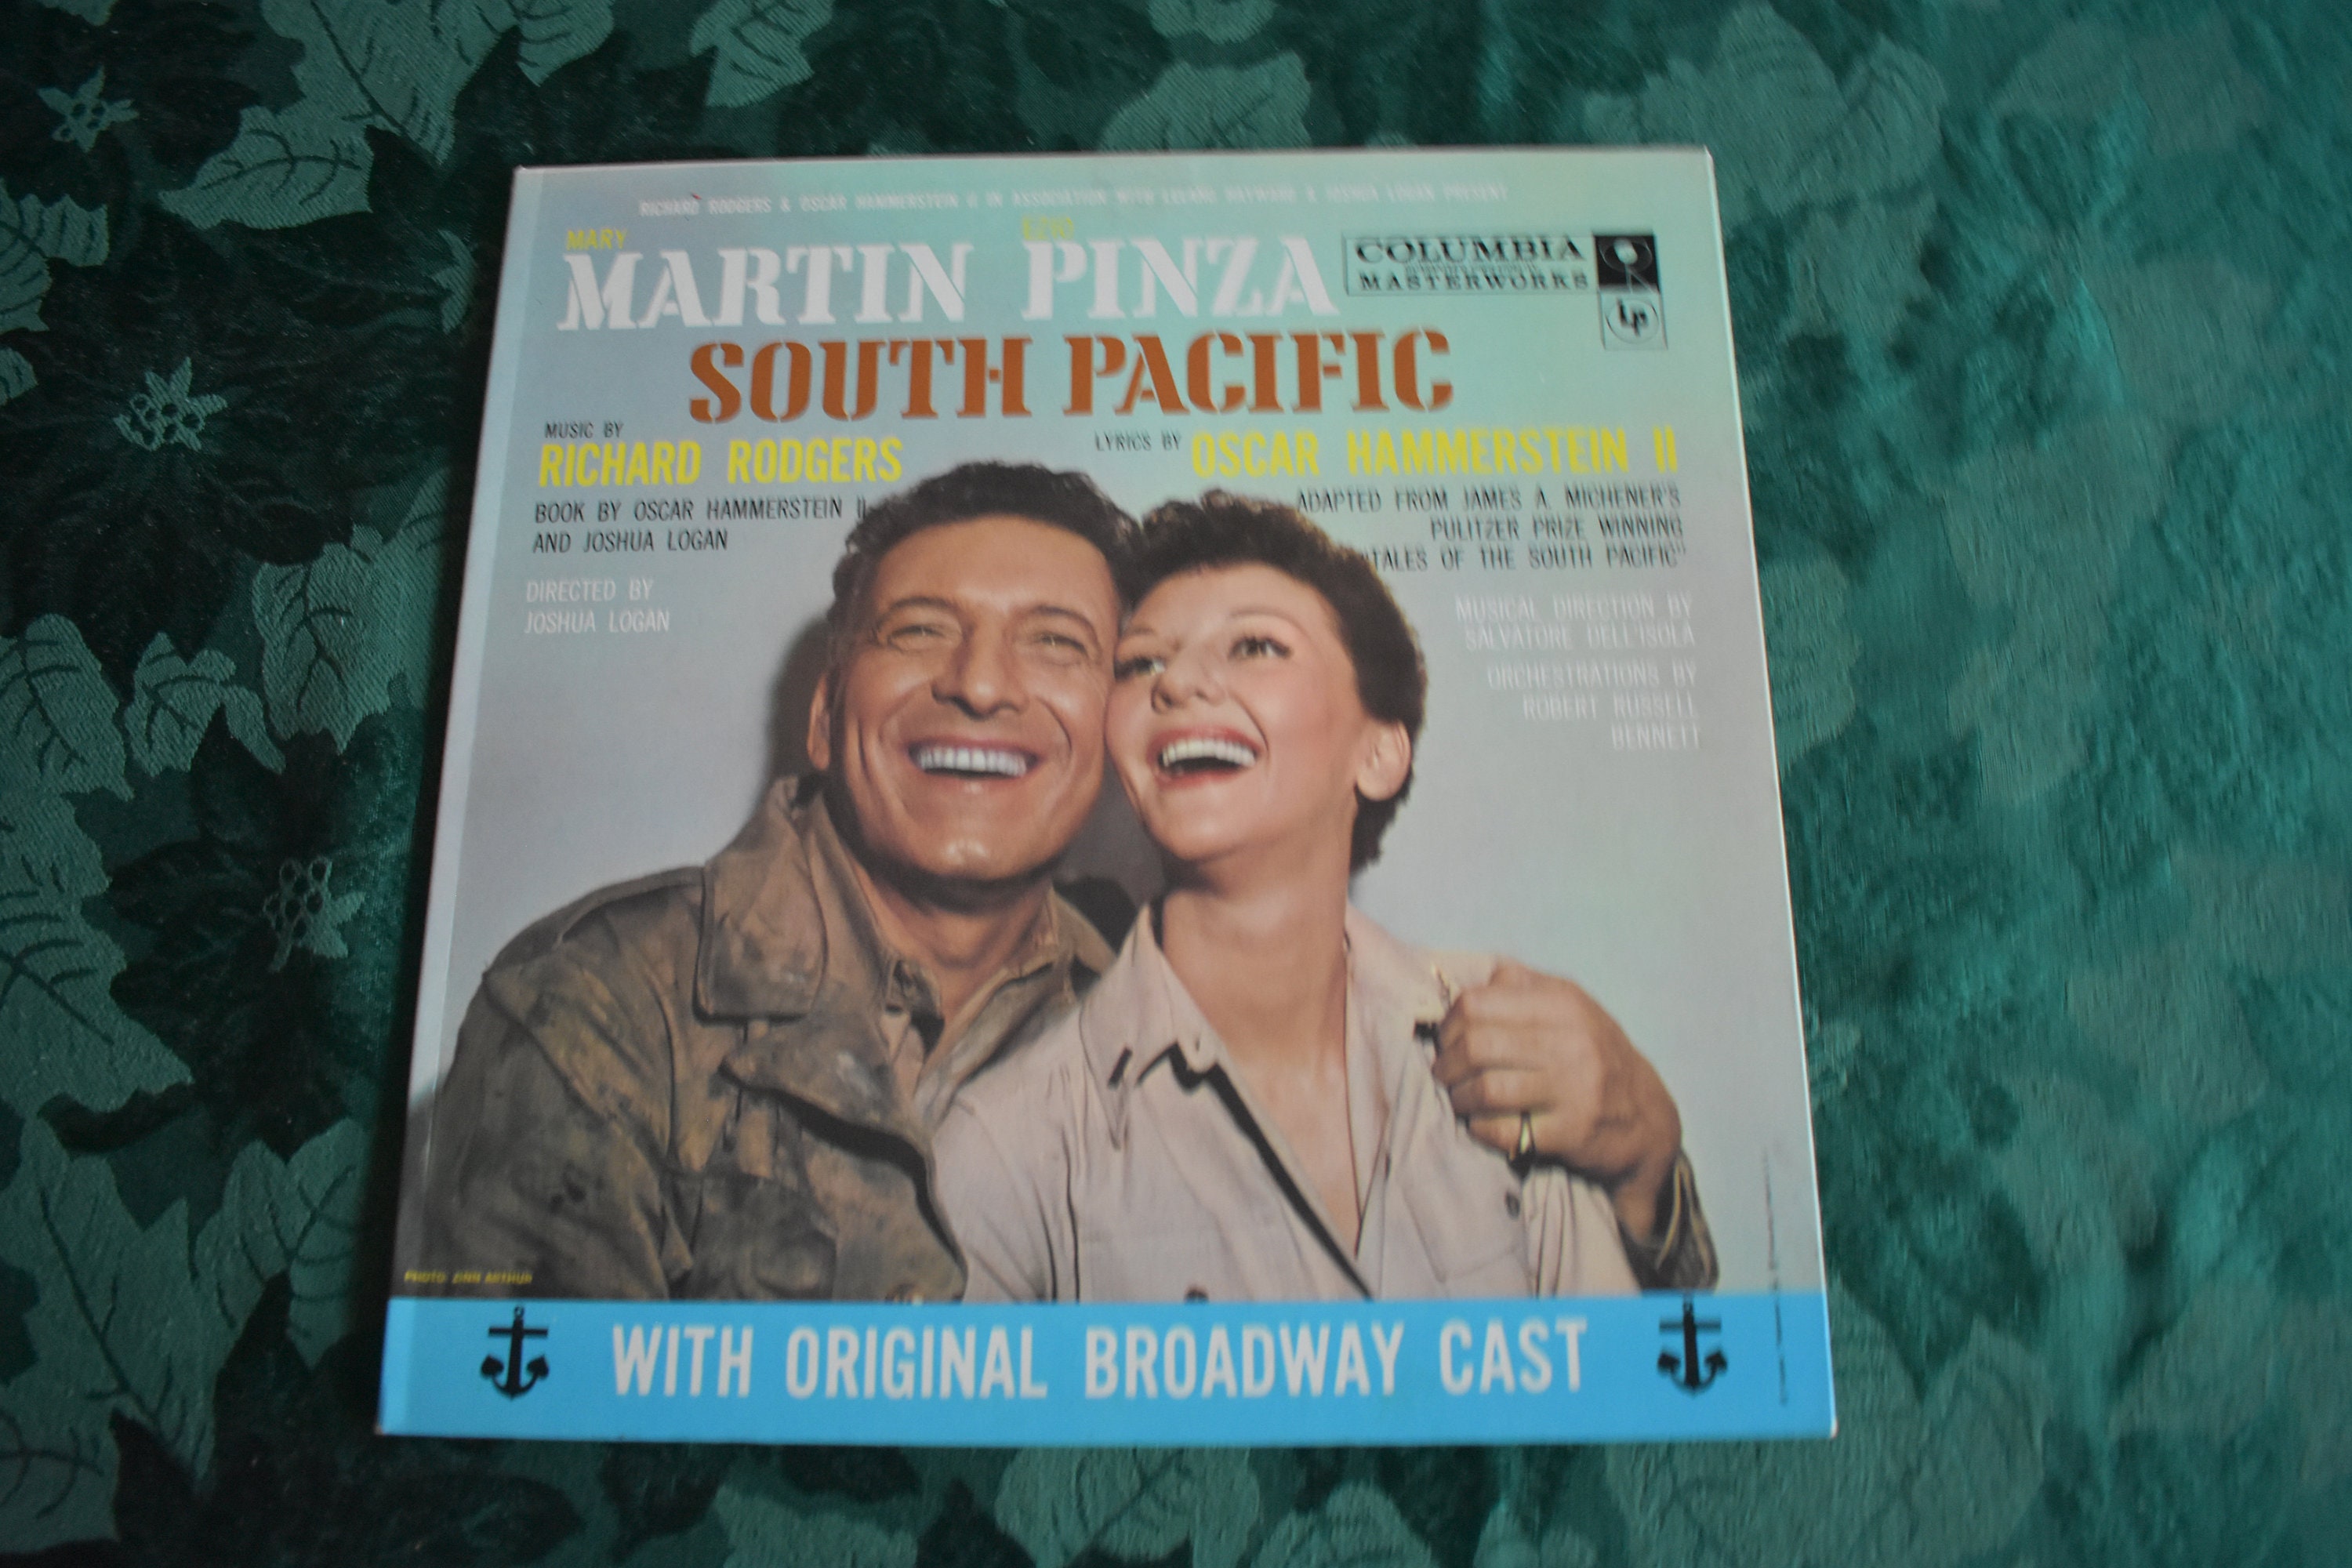 RICHARD RODGERS & OSCAR HAMMERSTEIN II IN ASSOCIATION WITH LELAND HAYWARD & JOSHUA LOGAN PRESENT
MARY EZIO
MARTIN PINZA
COLUMBIA
MASTERWORKS
Lp
SOUTH PACIFIC
MUSIC BY
RICHARD RODGERS
LYRICS BY OSCAR HAMMERSTEIN II
BOOK BY OSCAR HAMMERSTEIN II
AND JOSHUA LOGAN
ADAPTED FROM JAMES A. MICHENER'S
PULITZER PRIZE WINNING
"TALES OF THE SOUTH PACIFIC"
DIRECTED BY
JOSHUA LOGAN
MUSICAL DIRECTION BY
SALVATORE DELL'ISOLA
ORCHESTRATIONS BY
ROBERT RUSSELL
BENNETT
PHOTO: ZINN ARTHUR
WITH ORIGINAL BROADWAY CAST